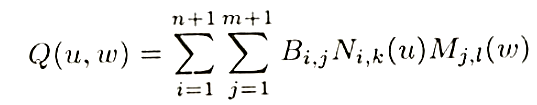 $$Q(u, w) = \sum_{i=1}^{n+1} \sum_{j=1}^{m+1} B_{i,j} N_{i,k}(u) M_{j,l}(w)$$